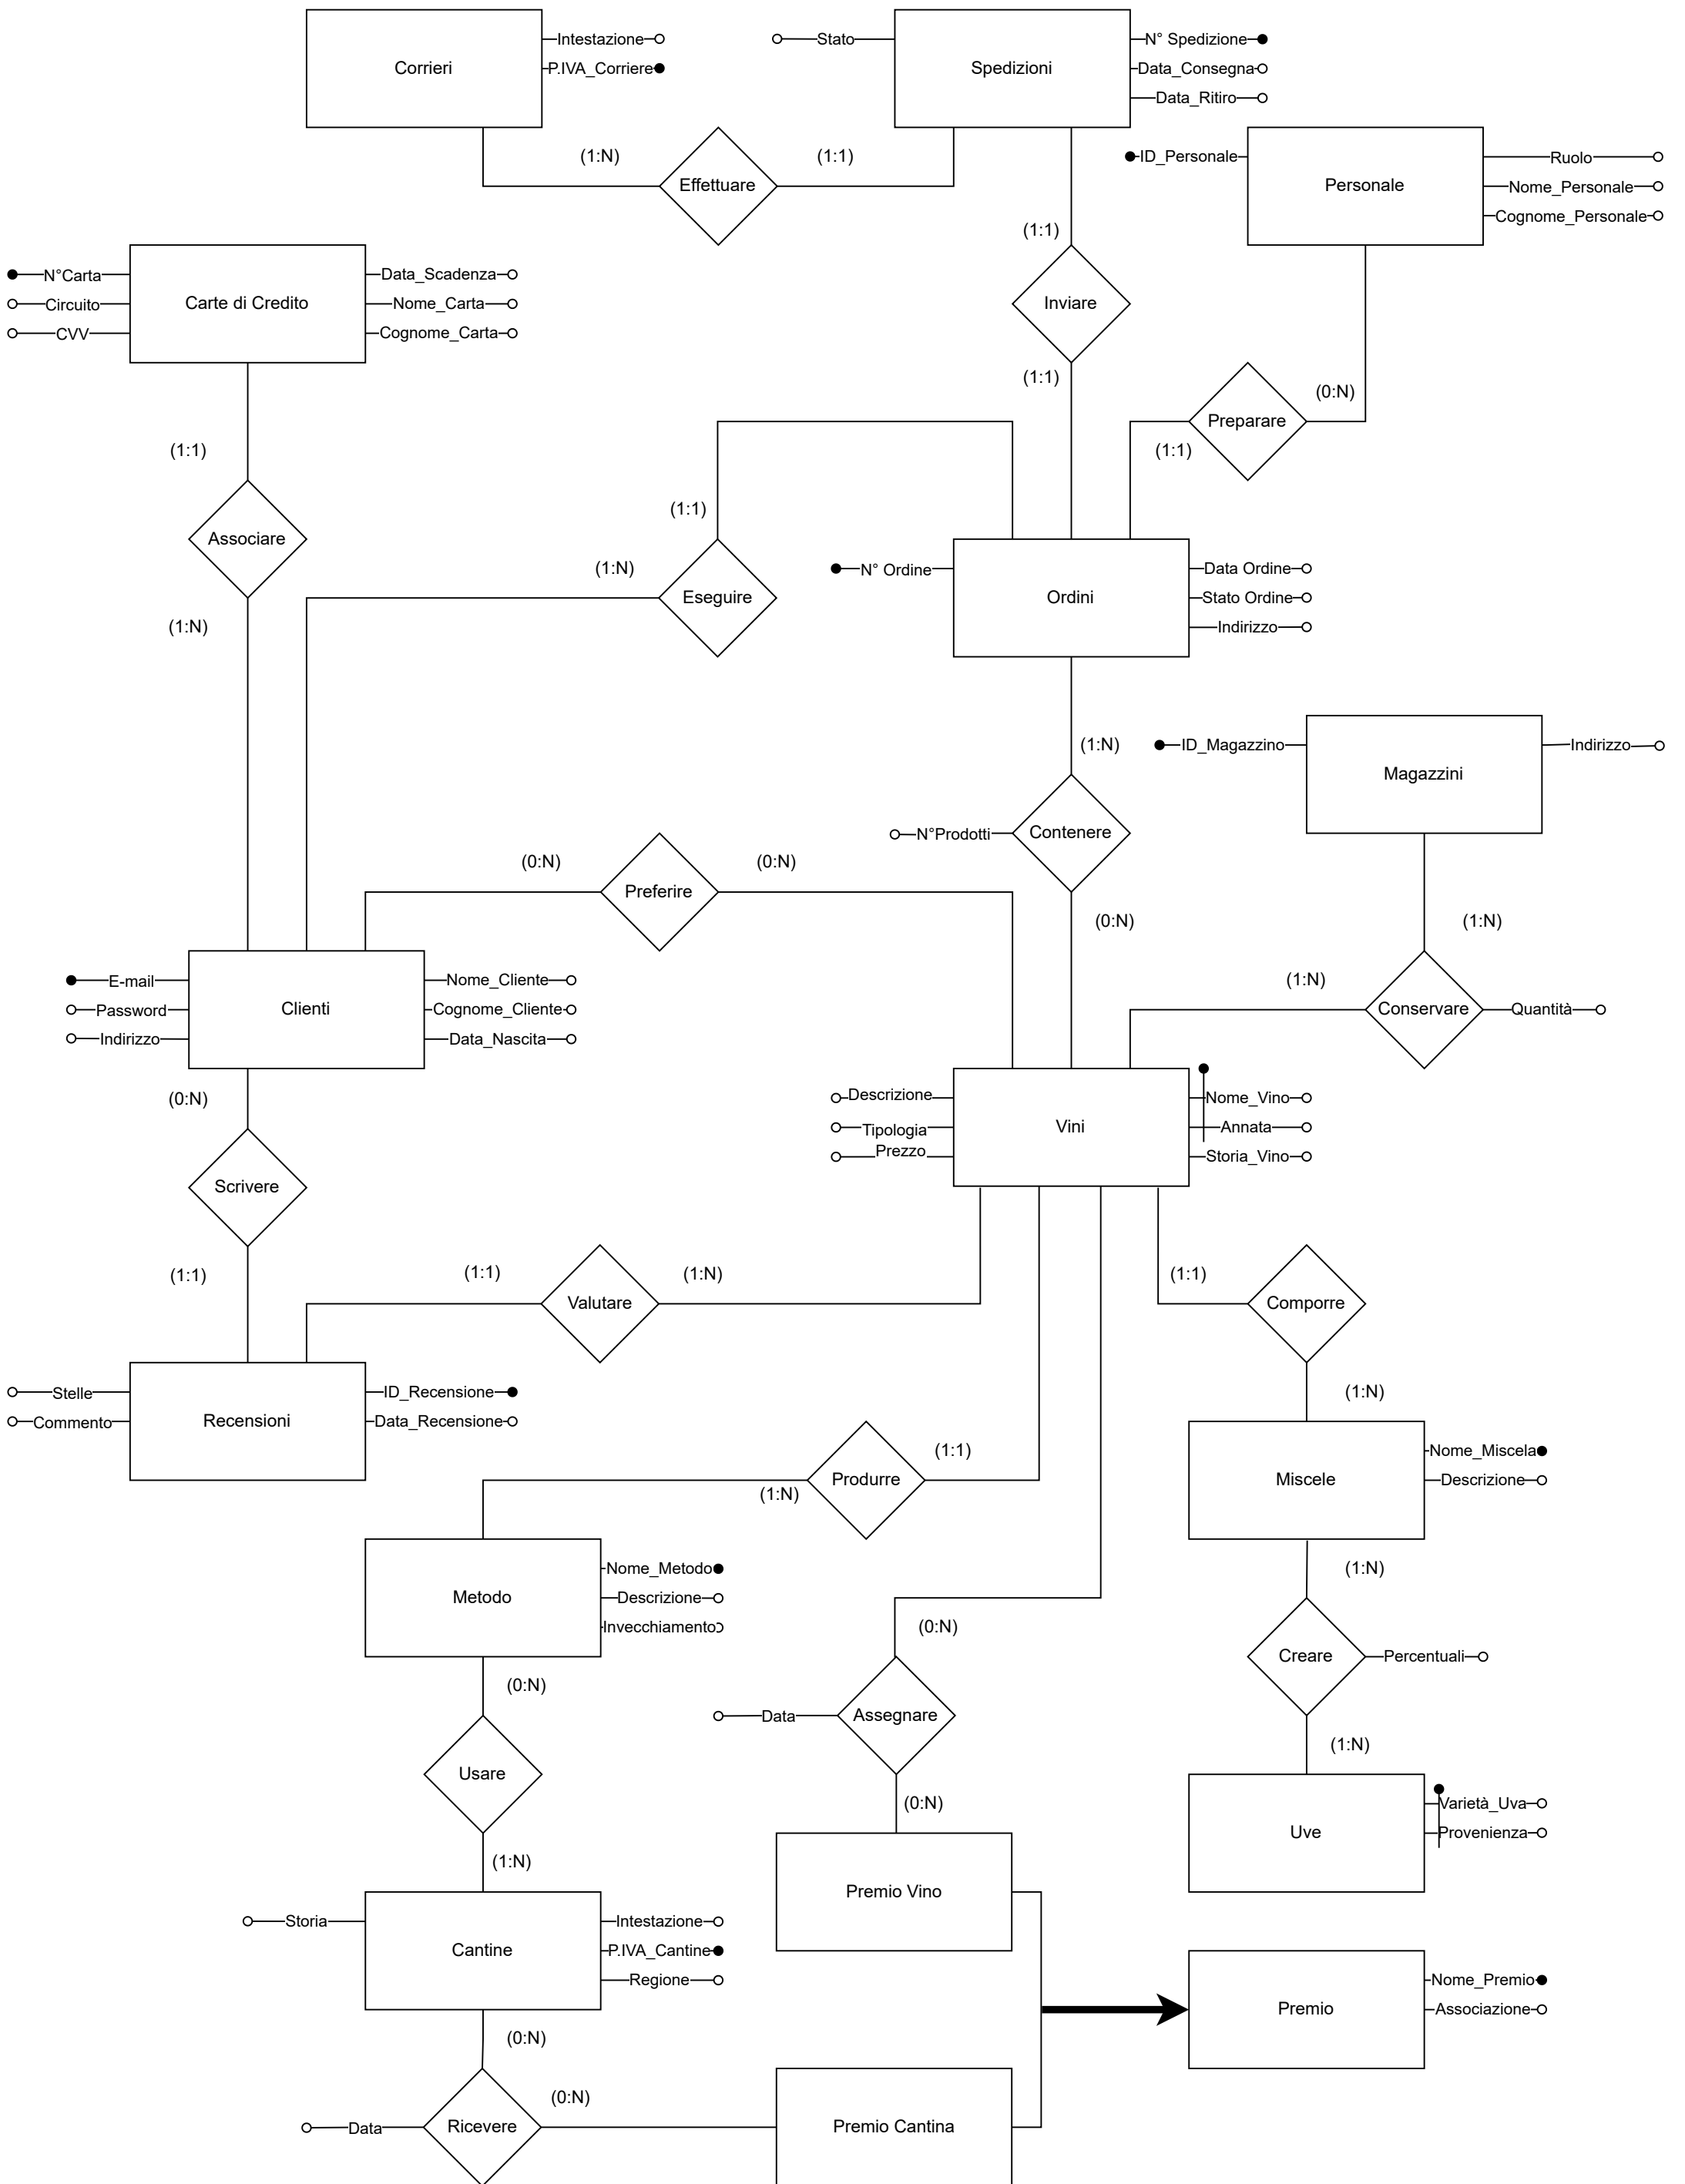 Corrieri
Intestazione
P.IVA_Corriere
Stato
Spedizioni
N° Spedizione
Data_Consegna
Data_Ritiro
(1:N)
Effettuare
(1:1)
ID_Personale
Personale
Ruolo
Nome_Personale
Cognome_Personale
N°Carta
Circuito
CVV
Carte di Credito
Data_Scadenza
Nome_Carta
Cognome_Carta
(1:1)
Inviare
(1:1)
Preparare
(0:N)
(1:1)
(1:1)
Associare
(1:N)
(1:1)
(1:N)
Eseguire
N° Ordine
Ordini
Data Ordine
Stato Ordine
Indirizzo
(1:N)
N°Prodotti
Contenere
(0:N)
ID_Magazzino
Magazzini
Indirizzo
(0:N)
Preferire
(0:N)
(1:N)
(1:N)
Conservare
Quantità
E-mail
Password
Indirizzo
Clienti
Nome_Cliente
Cognome_Cliente
Data_Nascita
Descrizione
Tipologia
Prezzo
Vini
Nome_Vino
Annata
Storia_Vino
(0:N)
Scrivere
(1:1)
(1:1)
Valutare
(1:N)
(1:1)
Comporre
(1:N)
Stelle
Commento
Recensioni
ID_Recensione
Data_Recensione
(1:N)
Produrre
(1:1)
Miscele
Nome_Miscela
Descrizione
Metodo
Nome_Metodo
Descrizione
Invecchiamento
(1:N)
Creare
Percentuali
(1:N)
(0:N)
Usare
(1:N)
(0:N)
Data
Assegnare
(0:N)
Uve
Varietà_Uva
Provenienza
Premio Vino
Storia
Cantine
Intestazione
P.IVA_Cantine
Regione
Premio
Nome_Premio
Associazione
(0:N)
Data
Ricevere
(0:N)
Premio Cantina